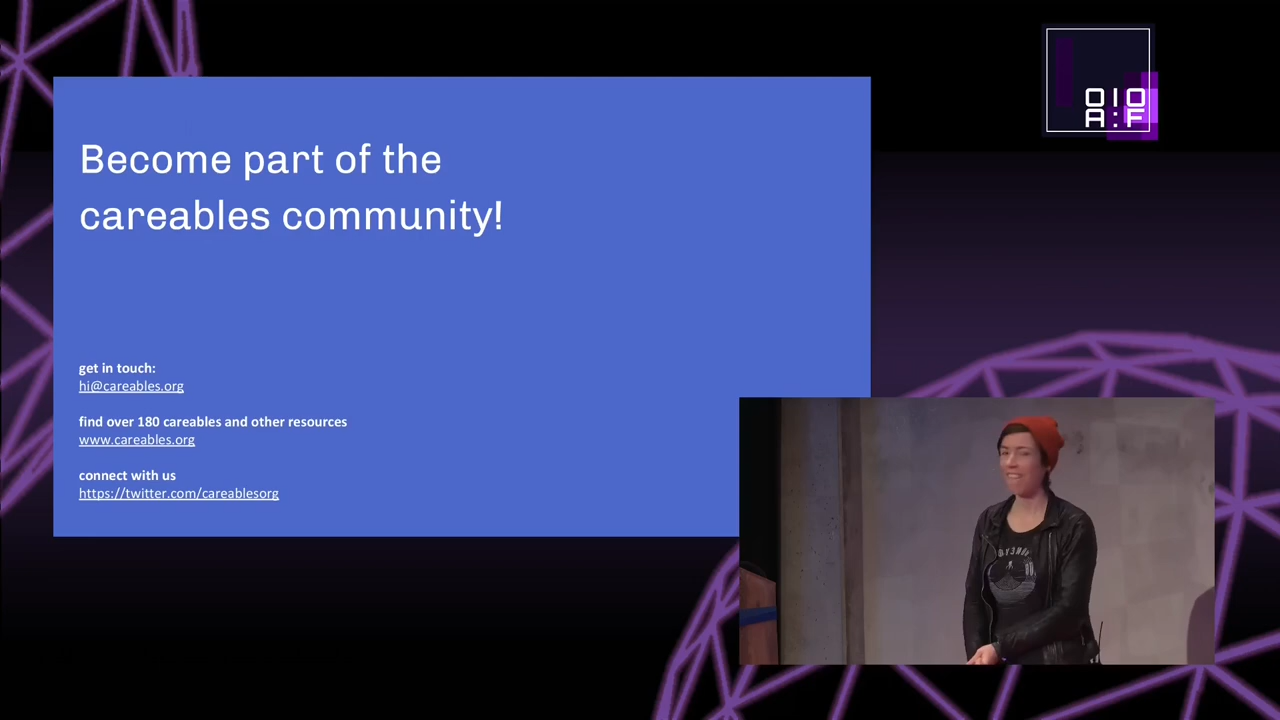 Become part of the
careables community!
get in touch:
hi@careables.org
find over 180 careables and other resources
www.careables.org
connect with us
https://twitter.com/careablesorg
O|O
A:F